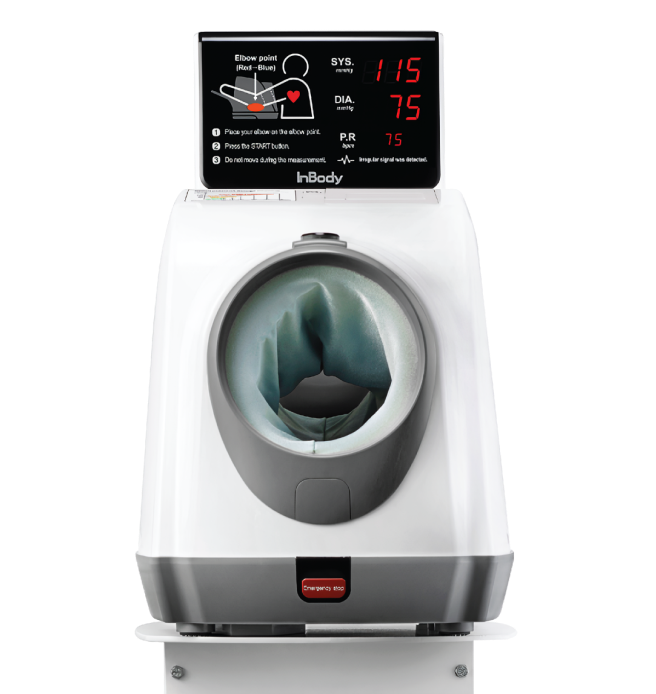 Elbow point
(Red→Blue)
SYS.
mmHg
115
DIA.
mmHg
75
P.R
bpm
75
1 Place your elbow on the elbow point.
2 Press the START button.
3 Do not move during the measurement.
Irregular signal was detected.
InBody
Emergency stop